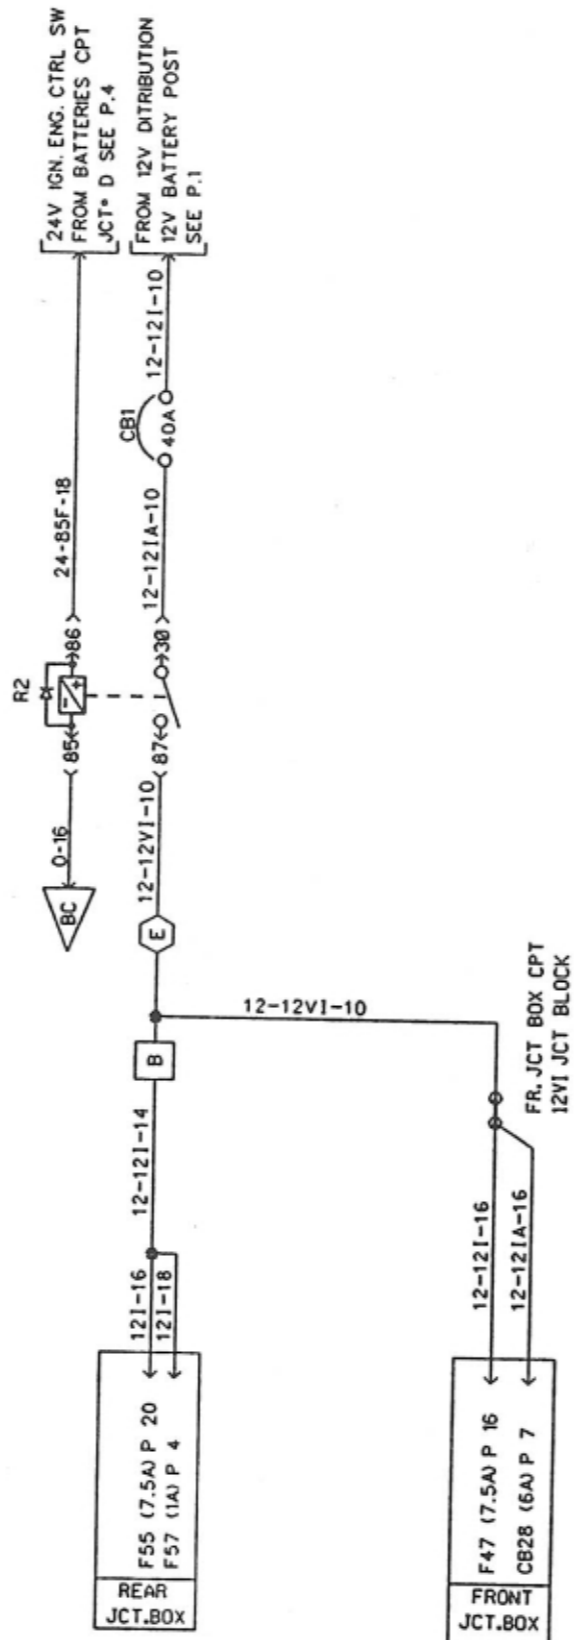 24V IGN. ENG. CTRL SW
FROM BATTERIES CPT
JCT° D SEE P.4
FROM 12V DITRIBUTION
12V BATTERY POST
SEE P.1
12-12I-10
CB1
40A
24-85F-18
12-12IA-10
R2
86
30
85
87
0-16
12-12VI-10
BC
E
12-12VI-10
B
FR. JCT BOX CPT
12VI JCT BLOCK
12-12I-14
12I-16
12I-18
12-12I-16
12-12IA-16
F55 (7.5A) P 20
F57 (1A) P 4
REAR
JCT.BOX
F47 (7.5A) P 16
CB28 (6A) P 7
FRONT
JCT.BOX